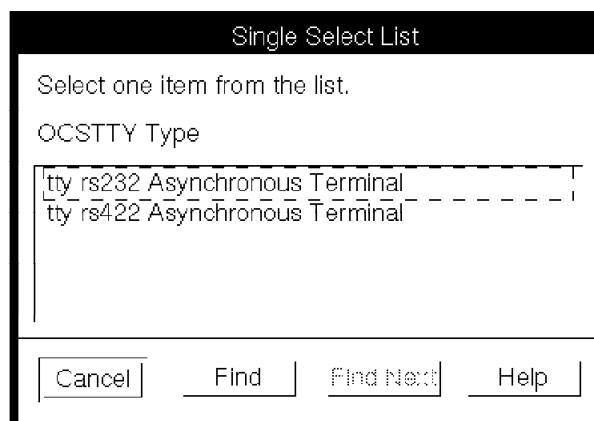 Single Select List
Select one item from the list.
OCSTTY Type
tty rs232 Asynchronous Terminal
tty rs422 Asynchronous Terminal
Cancel Find Find Next Help